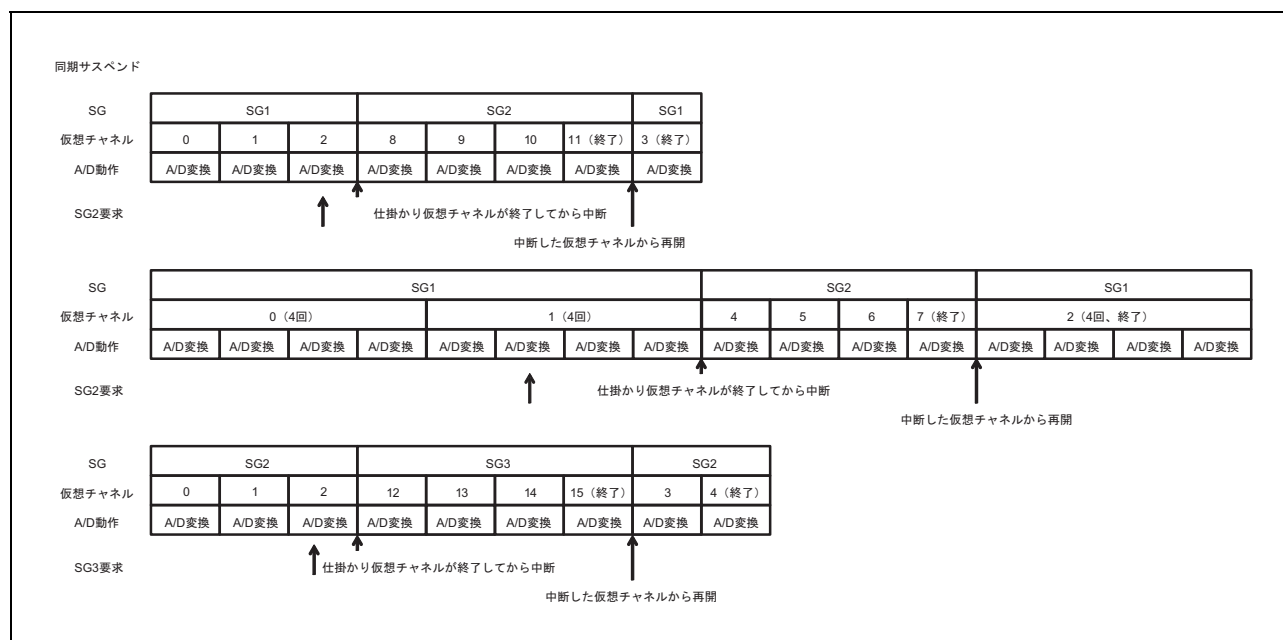 同期サスペンド
SG SG1 SG2 SG1
仮想チャネル 0 1 2 8 9 10 11（終了） 3（終了）
A/D動作 A/D変換 A/D変換 A/D変換 A/D変換 A/D変換 A/D変換 A/D変換 A/D変換
SG2要求 仕掛かり仮想チャネルが終了してから中断
中断した仮想チャネルから再開
SG SG1 SG2 SG1
仮想チャネル 0（4回） 1（4回） 4 5 6 7（終了） 2（4回、終了）
A/D動作 A/D変換 A/D変換 A/D変換 A/D変換 A/D変換 A/D変換 A/D変換 A/D変換 A/D変換 A/D変換 A/D変換 A/D変換 A/D変換 A/D変換 A/D変換 A/D変換
SG2要求 仕掛かり仮想チャネルが終了してから中断
中断した仮想チャネルから再開
SG SG2 SG3 SG2
仮想チャネル 0 1 2 12 13 14 15（終了） 3 4（終了）
A/D動作 A/D変換 A/D変換 A/D変換 A/D変換 A/D変換 A/D変換 A/D変換 A/D変換 A/D変換
SG3要求 仕掛かり仮想チャネルが終了してから中断
中断した仮想チャネルから再開